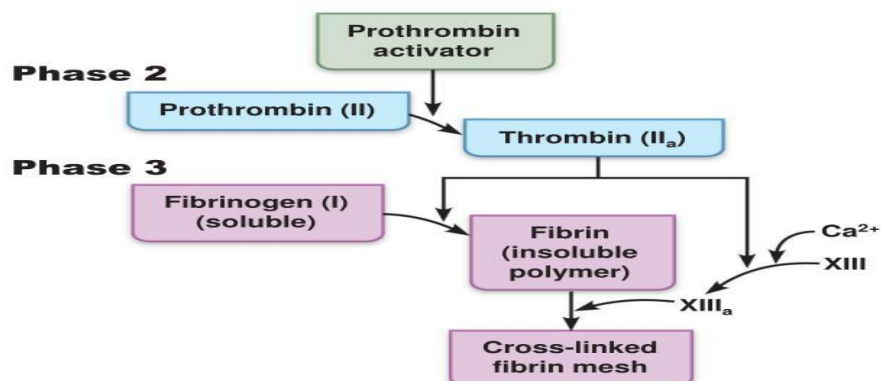 Prothrombin
activator
Phase 2
Prothrombin (II)
Thrombin (IIa)
Phase 3
Fibrinogen (I)
(soluble)
Fibrin
(insoluble
polymer)
Ca²⁺
XIII
XIIIa
Cross-linked
fibrin mesh